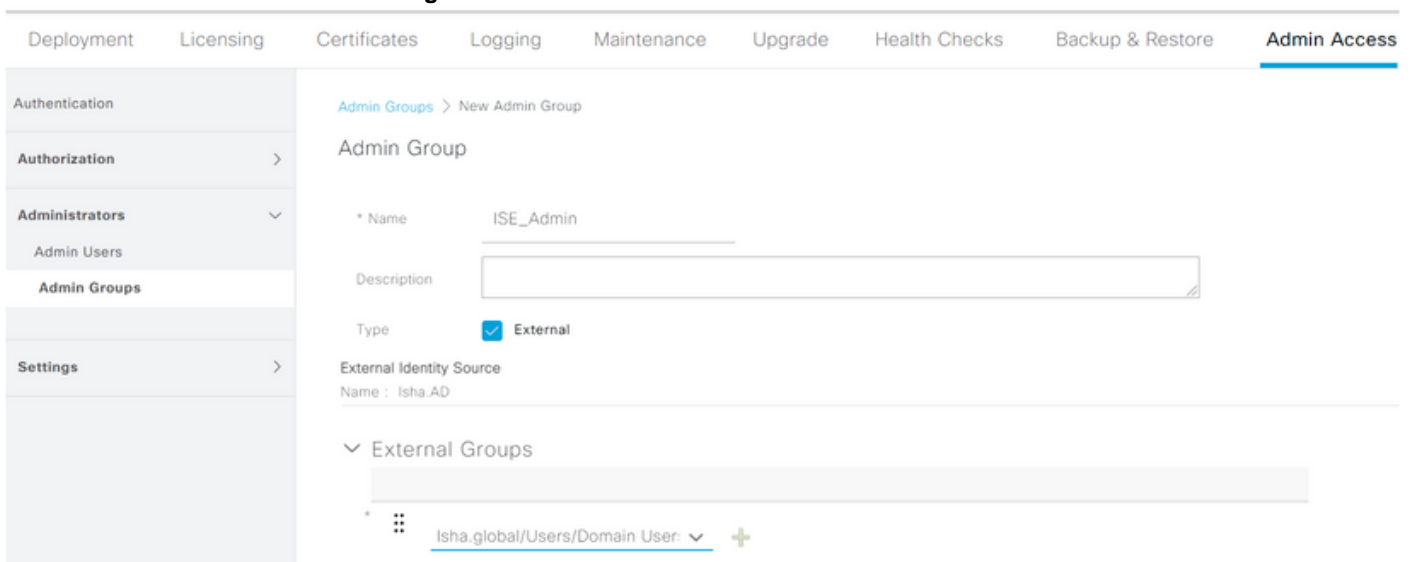 Deployment Licensing Certificates Logging Maintenance Upgrade Health Checks Backup & Restore Admin Access
Authentication
Authorization
Administrators
Admin Users
Admin Groups
Settings
Admin Groups > New Admin Group
Admin Group
* Name ISE_Admin
Description
Type External
External Identity Source
Name : Isha.AD
External Groups
*
Isha.global/Users/Domain User